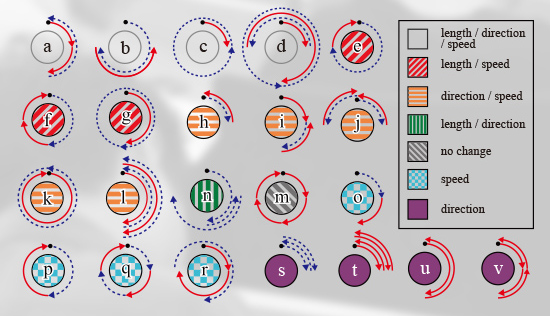 a b c d e
length / direction
/ speed
length / speed
f g h i j
direction / speed
length / direction
no change
k l n m o
speed
direction
p q r s t u v